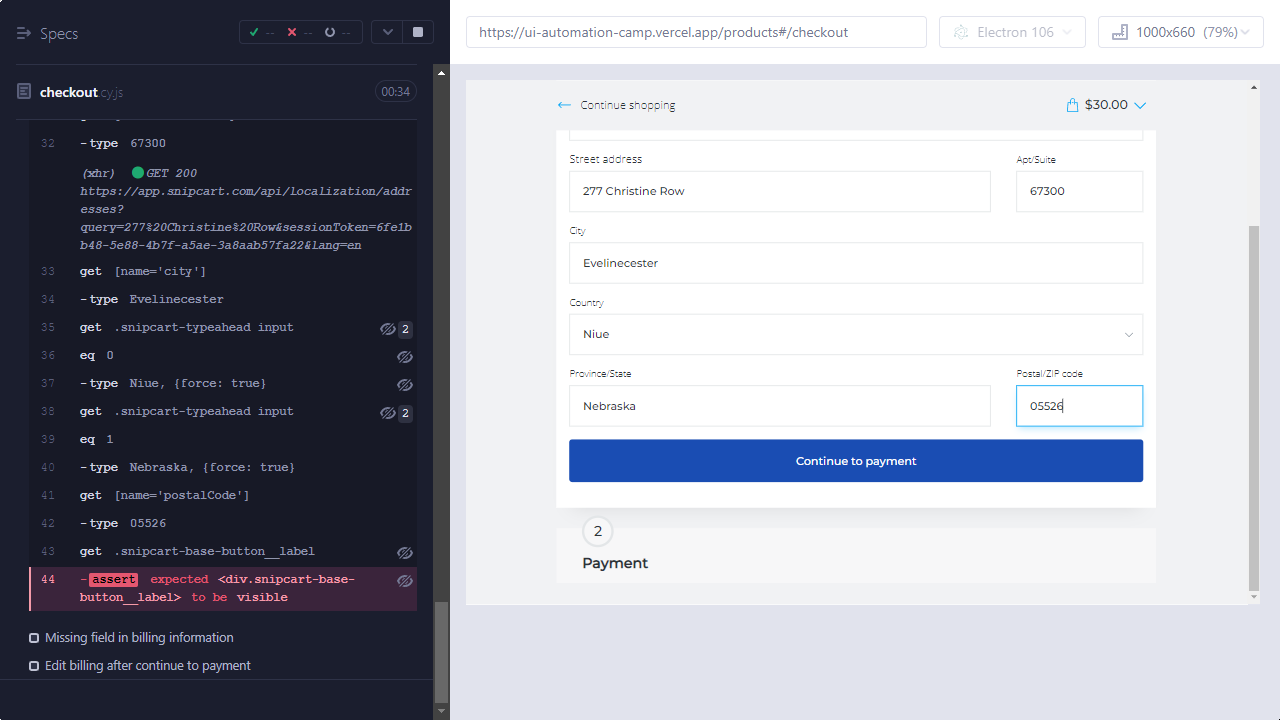 Specs
-- -- --
checkout.cy.js
00:34
32 -type 67300
(xhr) GET 200
https://app.snipcart.com/api/localization/addr
esses?
query=277%20Christine%20Row&sessionToken=6fe1b
b48-5e88-4b7f-a5ae-3a8aab57fa22&lang=en
33 get [name='city']
34 -type Evelinecester
35 get .snipcart-typeahead input 2
36 eq 0
37 -type Niue, {force: true}
38 get .snipcart-typeahead input 2
39 eq 1
40 -type Nebraska, {force: true}
41 get [name='postalCode']
42 -type 05526
43 get .snipcart-base-button__label
44 -assert expected <div.snipcart-base-
button__label> to be visible
Missing field in billing information
Edit billing after continue to payment
https://ui-automation-camp.vercel.app/products#/checkout
Electron 106
1000x660 (79%)
Continue shopping
$30.00
Street address
Apt/Suite
277 Christine Row
67300
City
Evelinecester
Country
Niue
Province/State
Postal/ZIP code
Nebraska
05526
Continue to payment
2
Payment